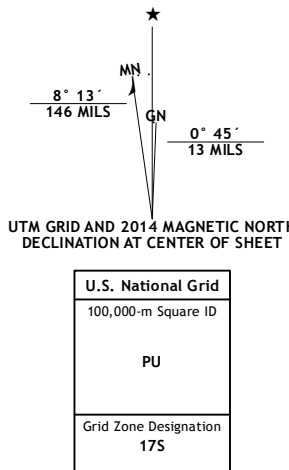 ★
MN
GN
8° 13´
146 MILS
0° 45´
13 MILS
UTM GRID AND 2014 MAGNETIC NORTH
DECLINATION AT CENTER OF SHEET
U.S. National Grid
100,000-m Square ID
PU
Grid Zone Designation
17S